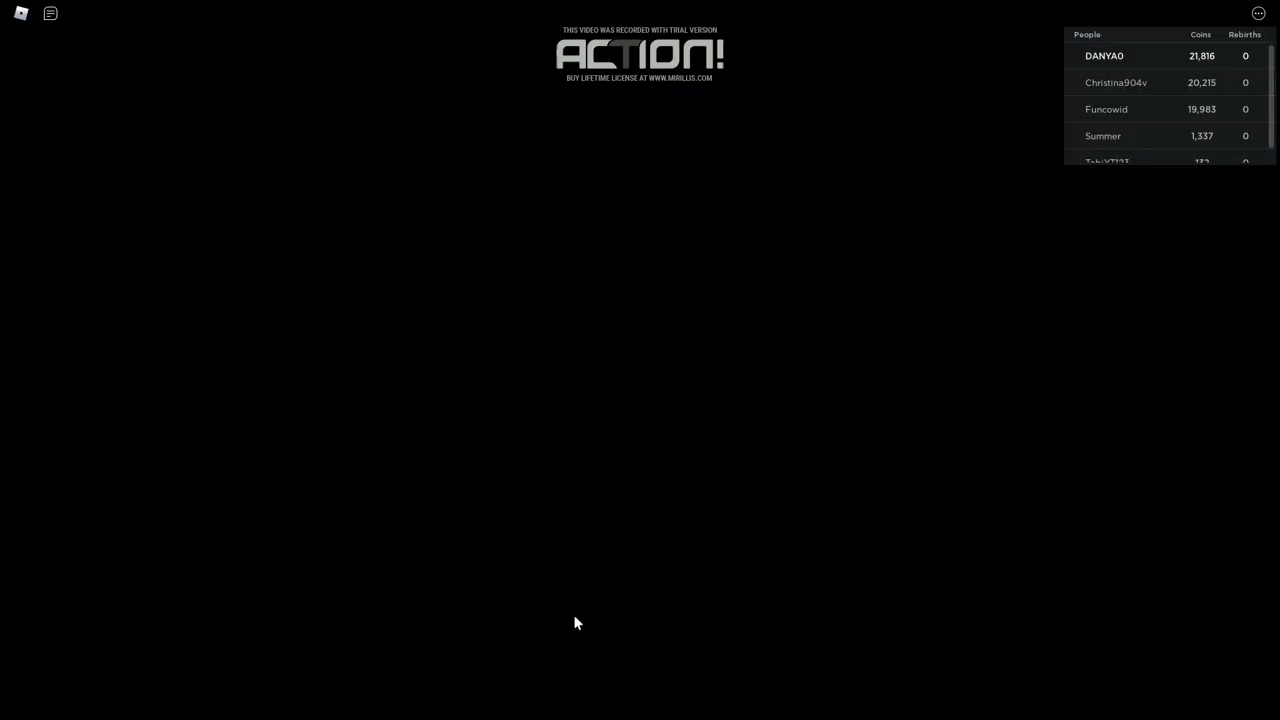 THIS VIDEO WAS RECORDED WITH TRIAL VERSION
ACTION!
BUY LIFETIME LICENSE AT WWW.MIRILLIS.COM
People Coins Rebirths
DANYA0 21,816 0
Christina904v 20,215 0
Funcowid 19,983 0
Summer 1,337 0